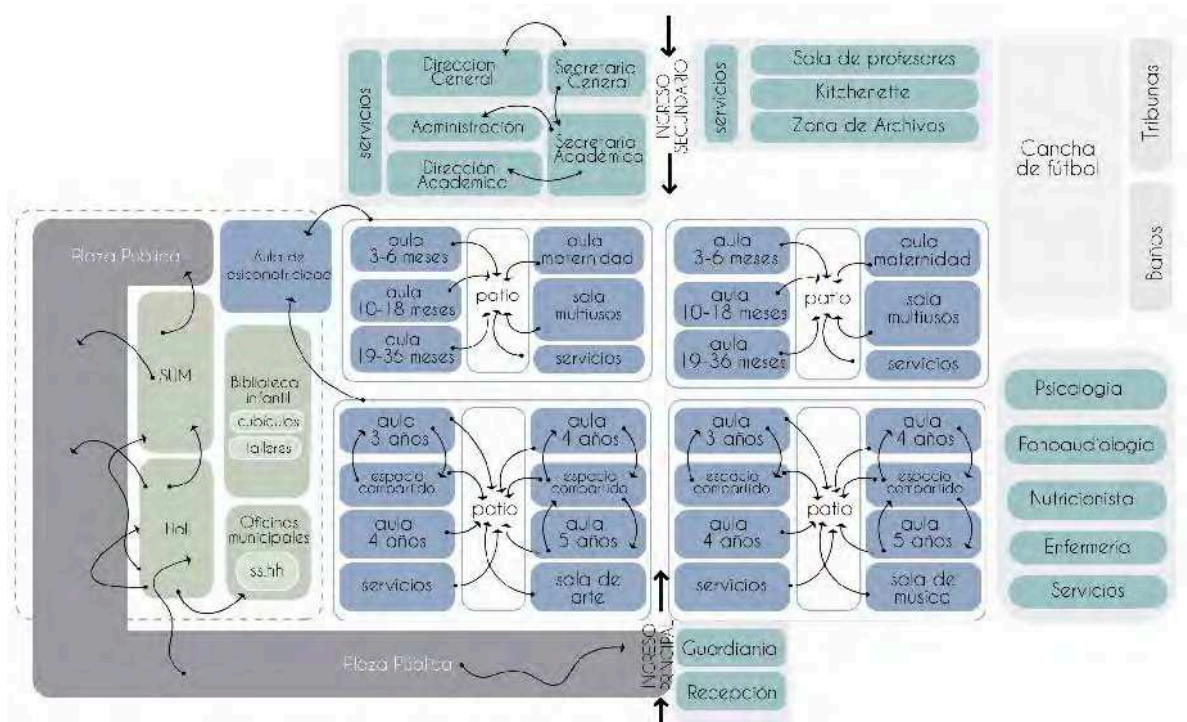 servicios
Dirección
General
Secretaria
General
Administración
Secretaria
Académica
Dirección
Académica
INGRESO
SECUNDARIO
servicios
Sala de profesores
Kitchenette
Zona de Archivos
Cancha
de fútbol
Tribunas
Baños
Plaza Publica
Aula de
psicomotricidad
SUM
Biblioteca
infantil
cubículos
talleres
Hol
Oficinas
municipales
ss.hh
aula
3-6 meses
aula
10-18 meses
aula
19-36 meses
patio
aula
maternidad
sala
multiusos
servicios
aula
3-6 meses
aula
10-18 meses
aula
19-36 meses
patio
aula
maternidad
sala
multiusos
servicios
aula
3 años
espacio
compartido
aula
4 años
servicios
patio
aula
4 años
espacio
compartido
aula
5 años
sala de
arte
aula
3 años
espacio
compartido
aula
4 años
servicios
patio
aula
4 años
espacio
compartido
aula
5 años
sala de
musica
Psicologia
Fonoaudiologia
Nutricionista
Enfermeria
Servicios
Plaza Publica
INGRESO
PRINCIPAL
Guardiania
Recepción